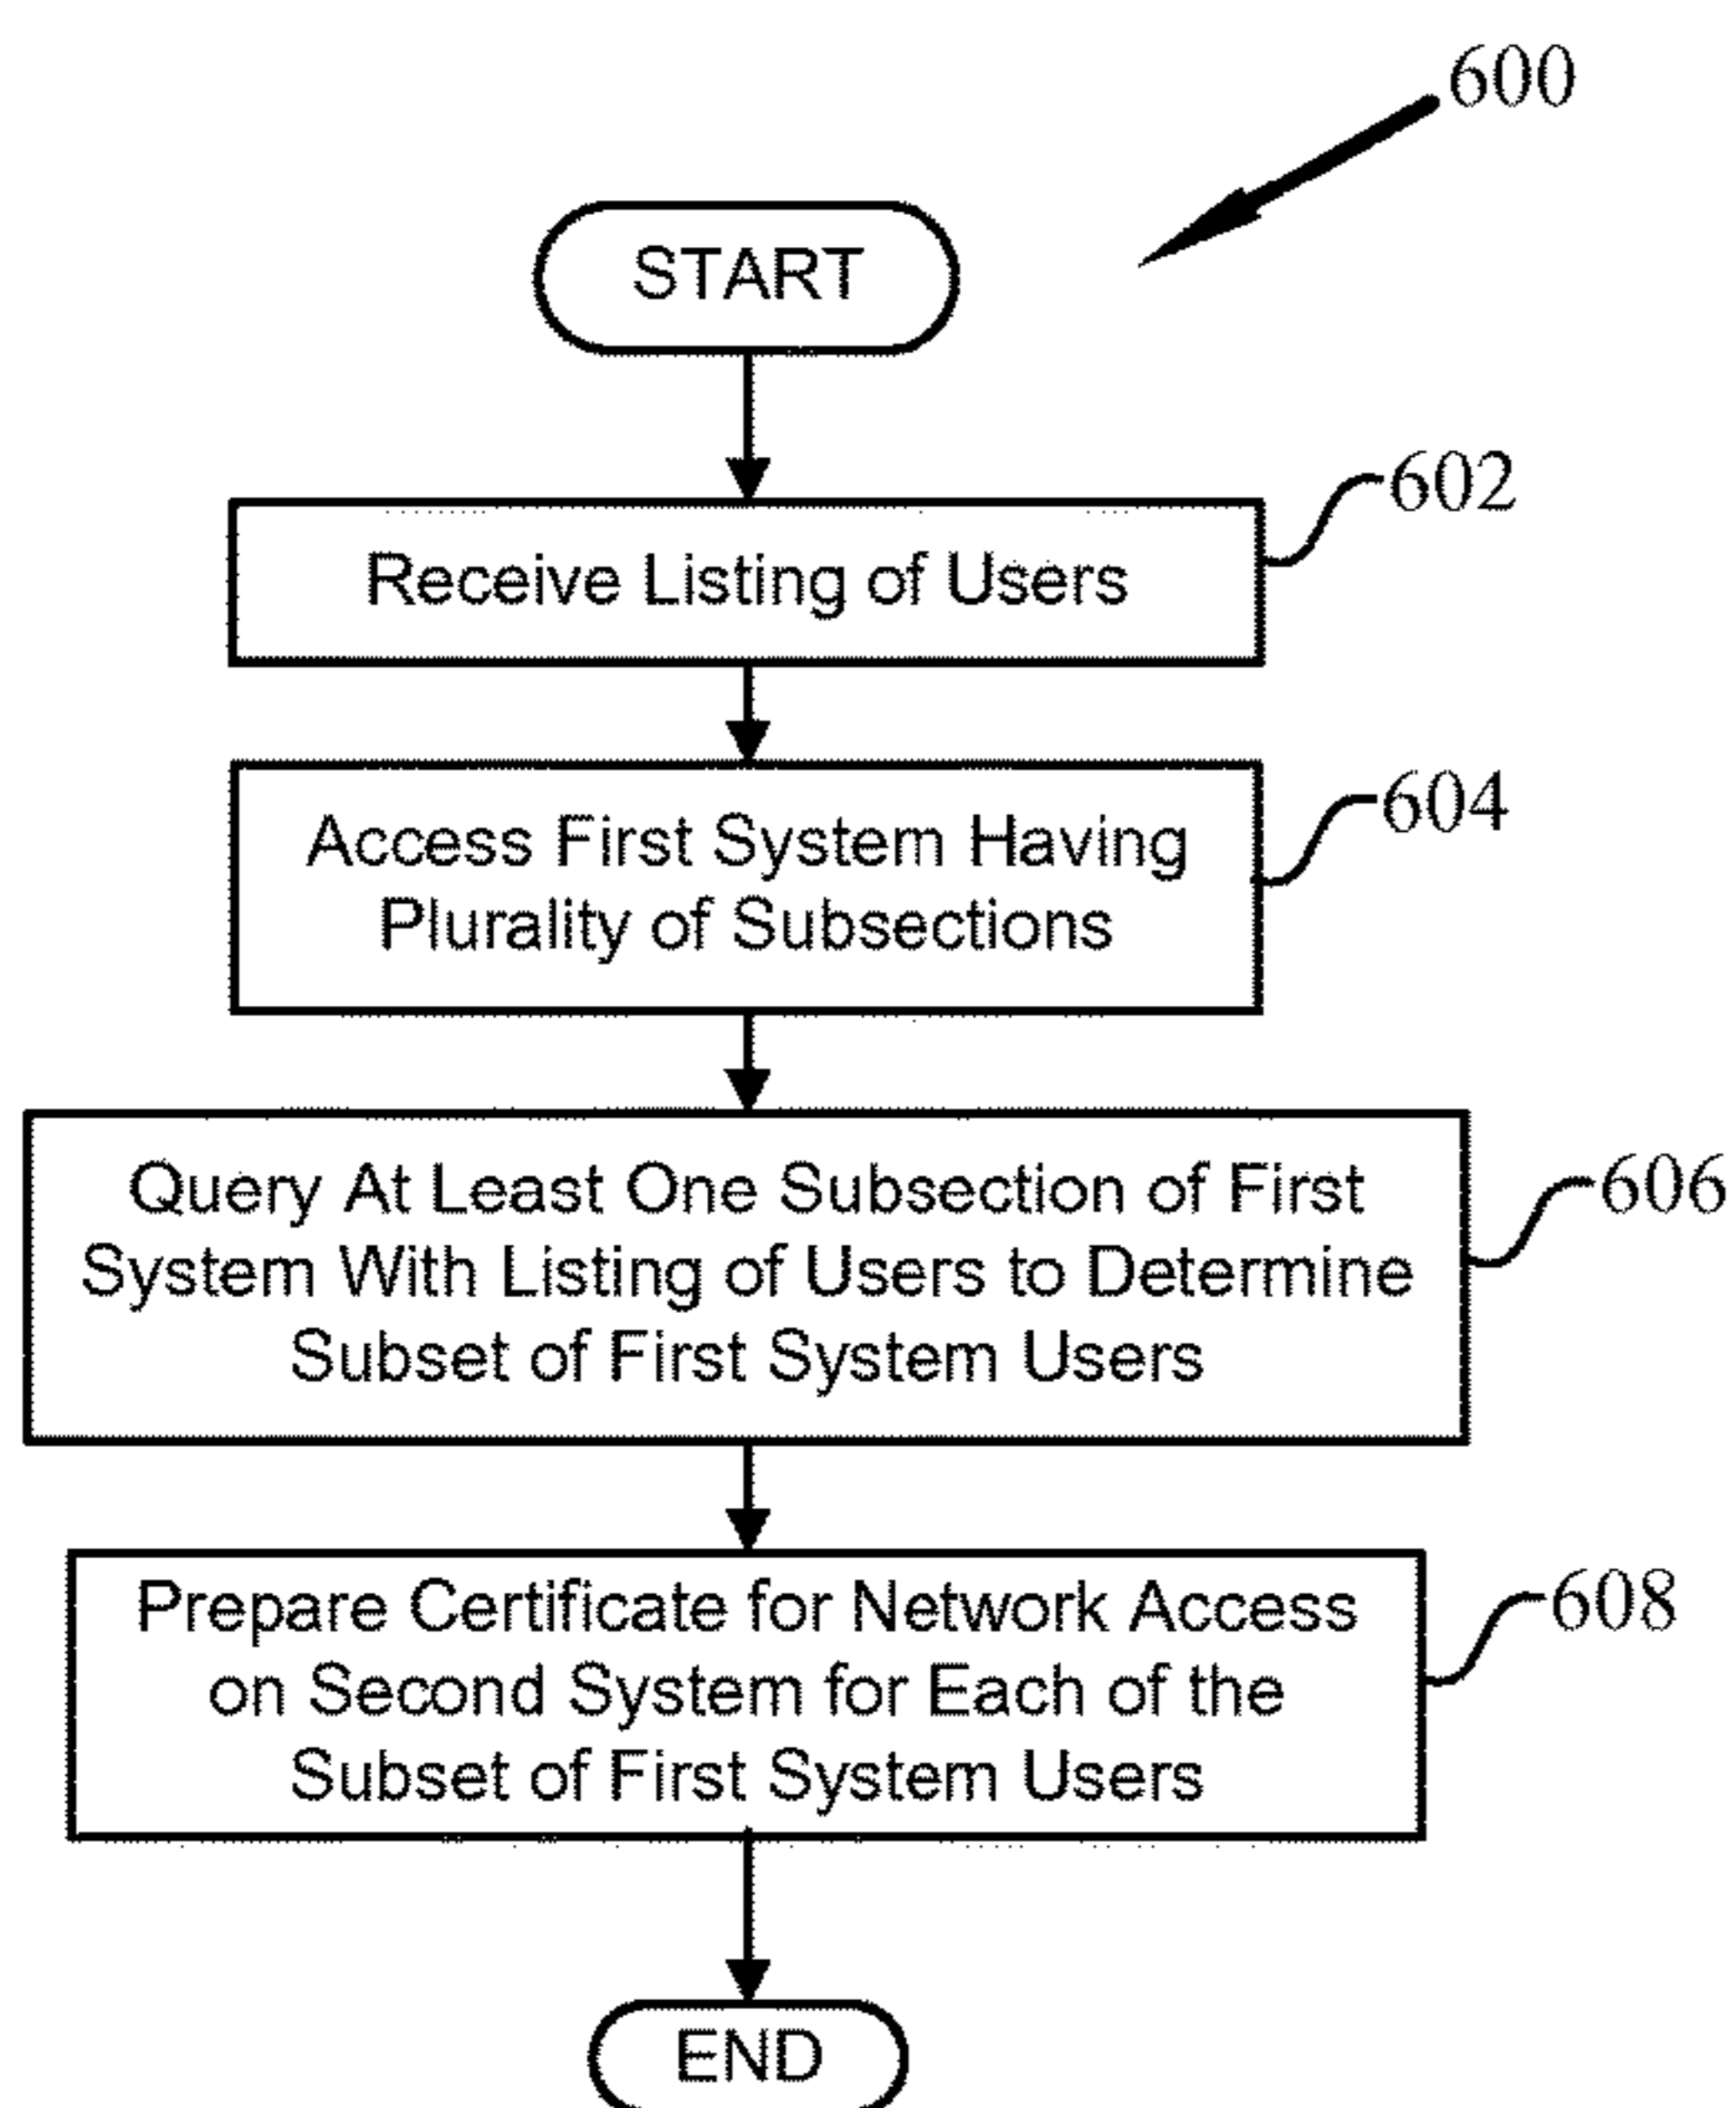 600
START
Receive Listing of Users
602
Access First System Having
Plurality of Subsections
604
Query At Least One Subsection of First
System With Listing of Users to Determine
Subset of First System Users
606
Prepare Certificate for Network Access
on Second System for Each of the
Subset of First System Users
608
END